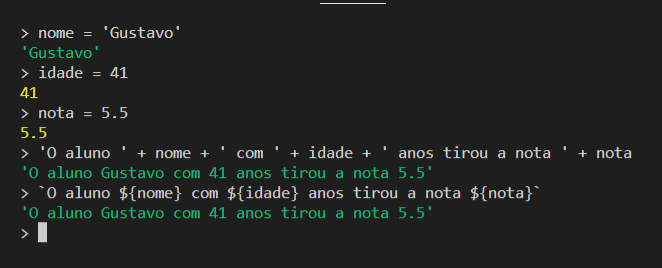 > nome = 'Gustavo'
'Gustavo'
> idade = 41
41
> nota = 5.5
5.5
> 'O aluno ' + nome + ' com ' + idade + ' anos tirou a nota ' + nota
'O aluno Gustavo com 41 anos tirou a nota 5.5'
> `O aluno ${nome} com ${idade} anos tirou a nota ${nota}`
'O aluno Gustavo com 41 anos tirou a nota 5.5'
>